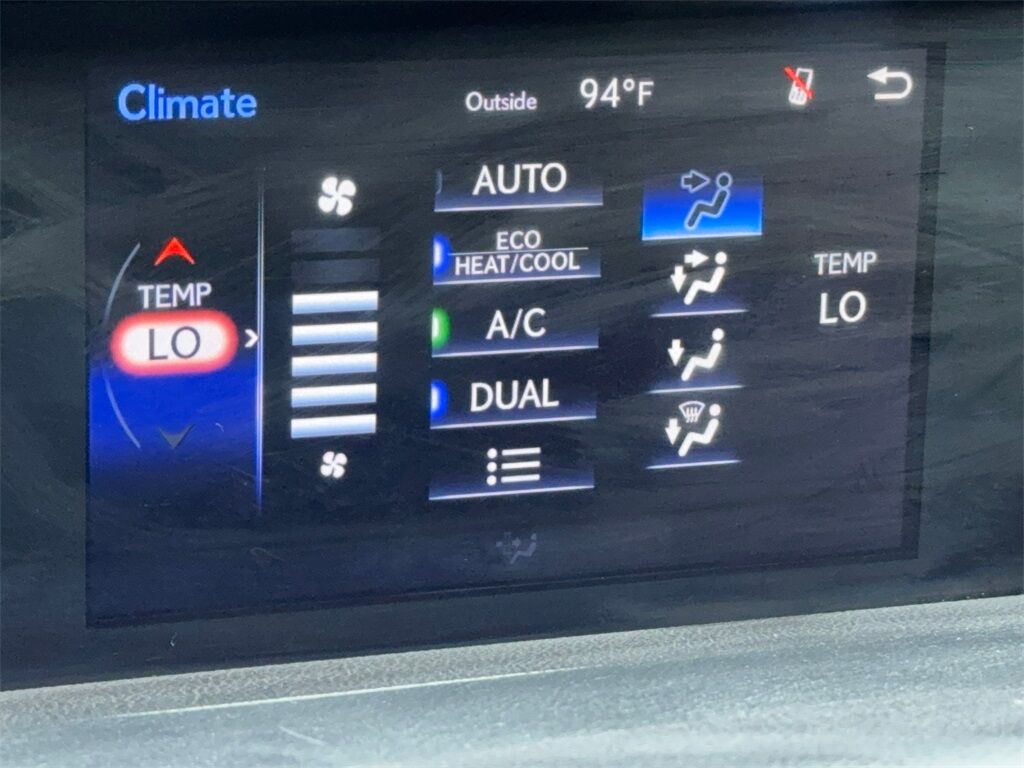 Climate
Outside 94°F
AUTO
ECO
HEAT/COOL
A/C
DUAL
TEMP
LO
TEMP
LO